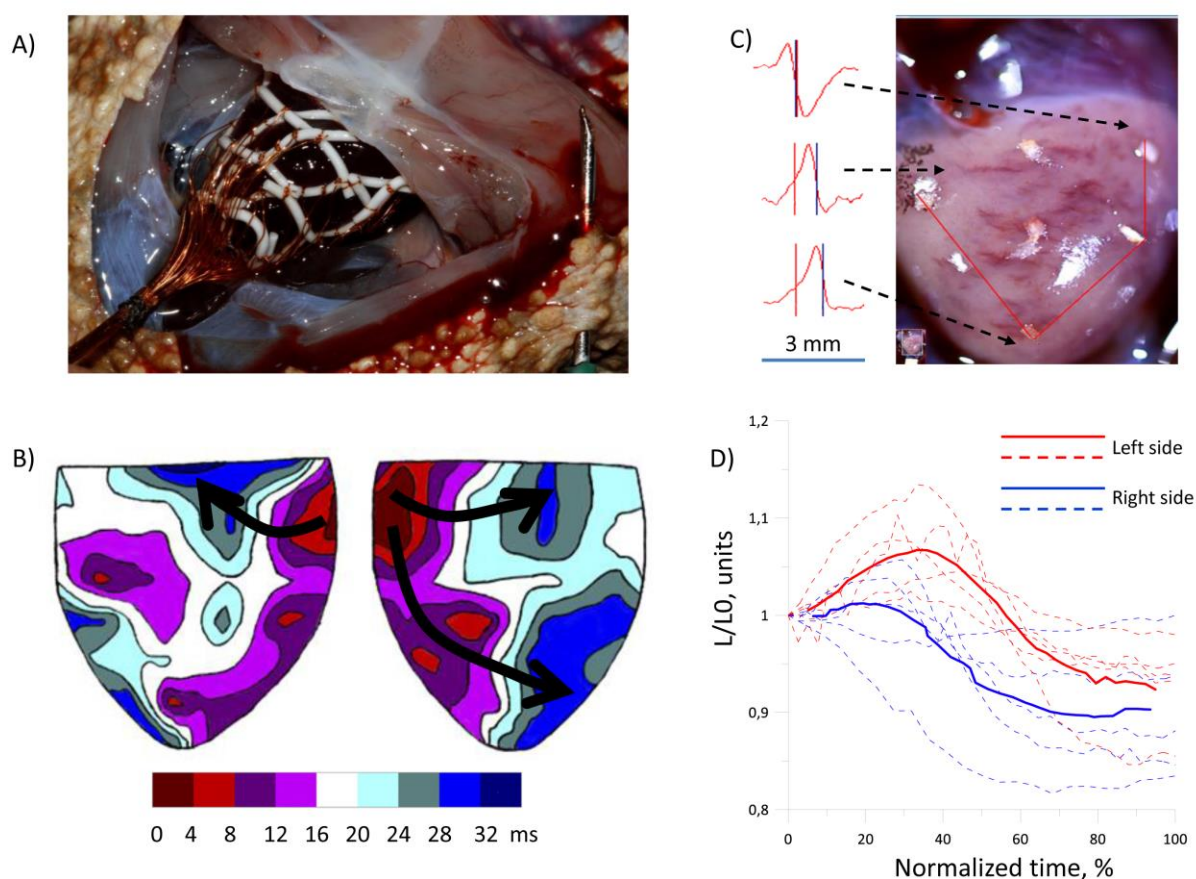 A)
C)
3 mm
B)
0 4 8 12 16 20 24 28 32 ms
D)
L/L0, units
1,2
1,1
1
0,9
0,8
Left side
Right side
0 20 40 60 80 100
Normalized time, %